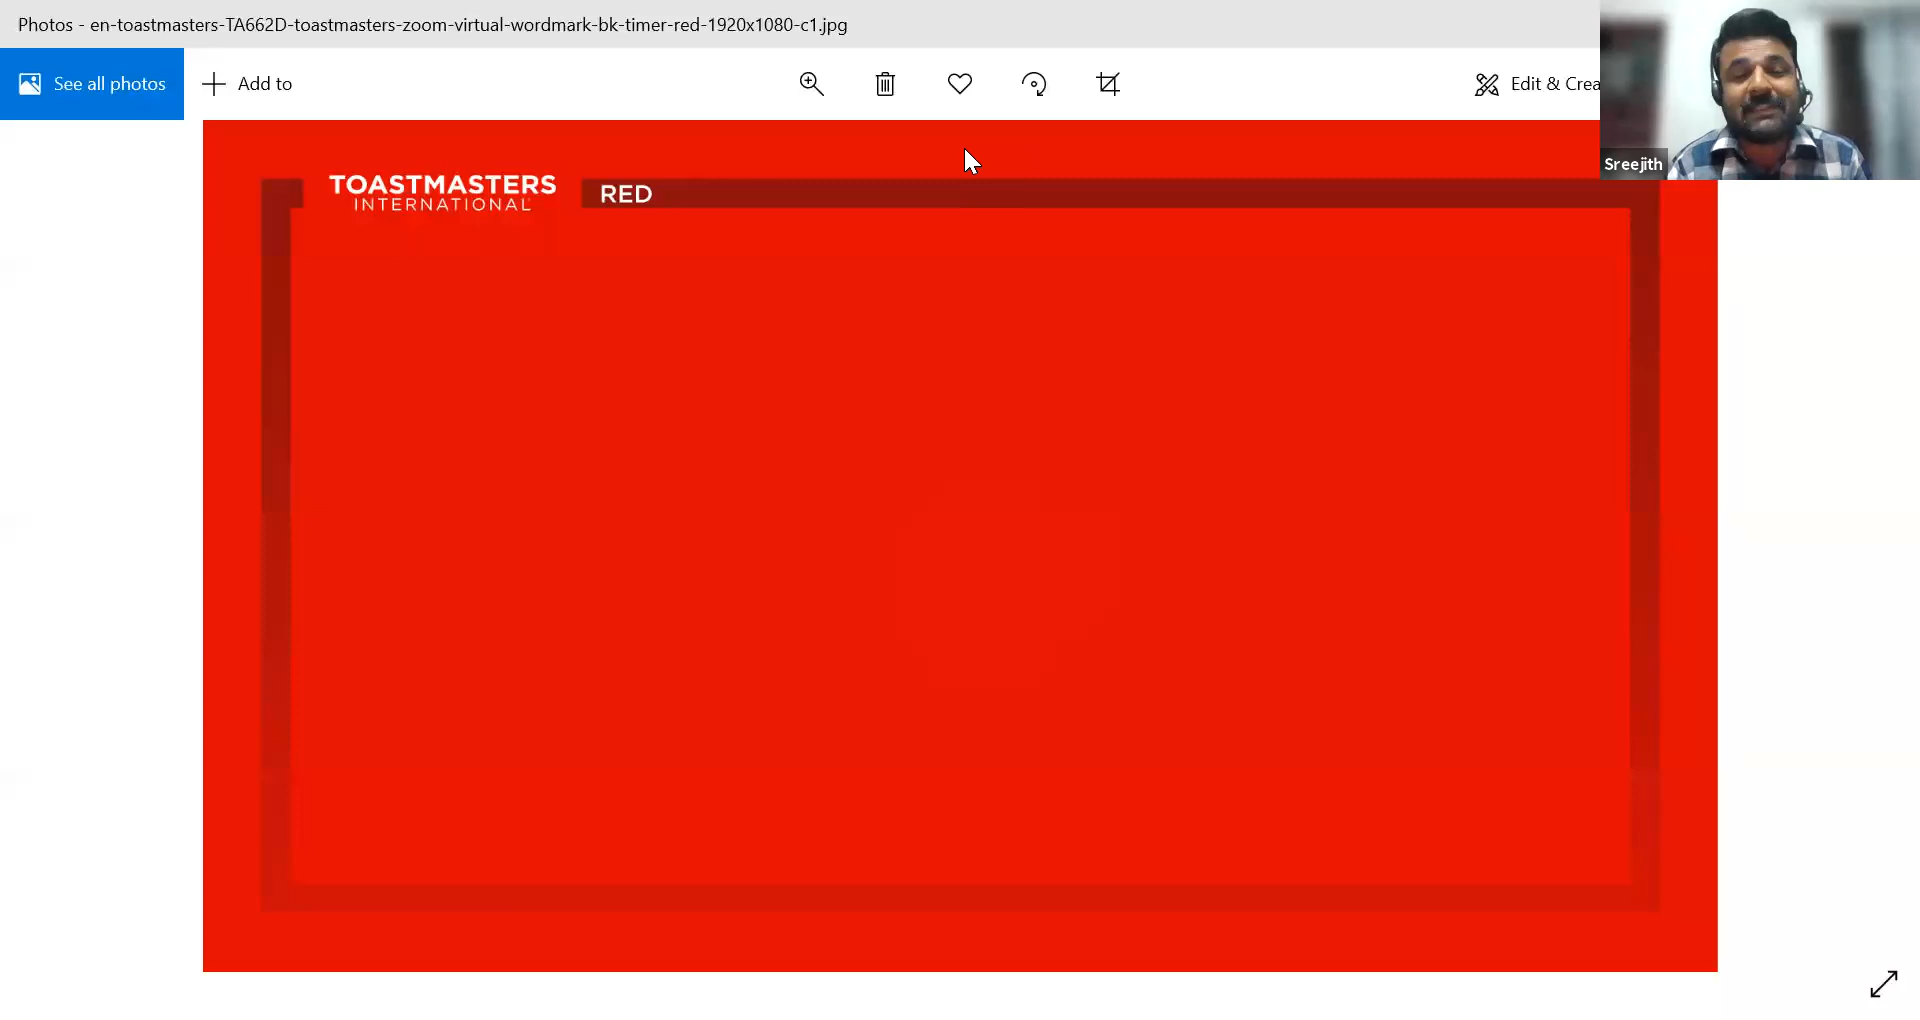 Photos - en-toastmasters-TA662D-toastmasters-zoom-virtual-wordmark-bk-timer-red-1920x1080-c1.jpg
See all photos
Add to
Edit & Crea
Sreejith
TOASTMASTERS
INTERNATIONAL
RED